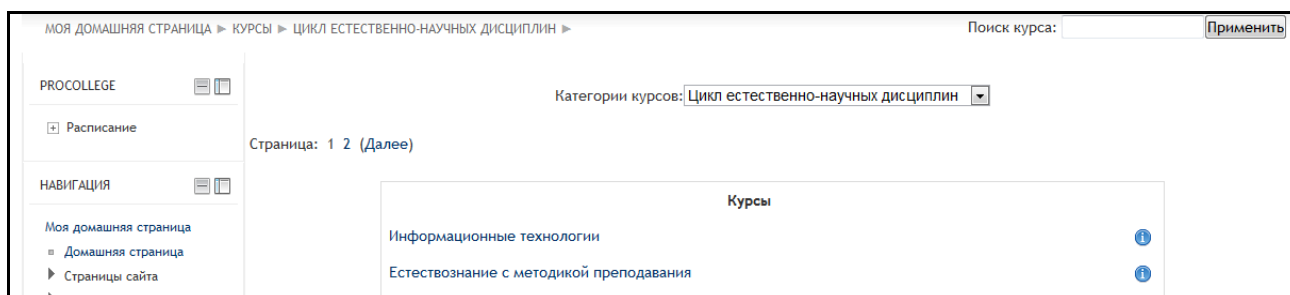 МОЯ ДОМАШНЯЯ СТРАНИЦА ► КУРСЫ ► ЦИКЛ ЕСТЕСТВЕННО-НАУЧНЫХ ДИСЦИПЛИН ►
Поиск курса: Применить
PROCOLLEGE
Расписание
НАВИГАЦИЯ
Моя домашняя страница
Домашняя страница
Страницы сайта
Категории курсов: Цикл естественно-научных дисциплин
Страница: 1 2 (Далее)
Курсы
Информационные технологии
Естествознание с методикой преподавания